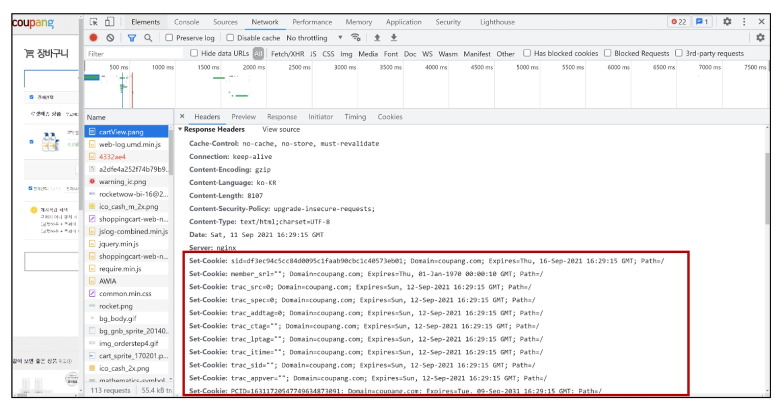 coupang
Elements Console Sources Network Performance Memory Application Security Lighthouse 22 1
Preserve log Disable cache No throttling
장바구니
Filter Hide data URLs All Fetch/XHR JS CSS Img Media Font Doc WS Wasm Manifest Other Has blocked cookies Blocked Requests 3rd-party requests
500 ms 1000 ms 1500 ms 2000 ms 2500 ms 3000 ms 3500 ms 4000 ms 4500 ms 5000 ms 5500 ms 6000 ms 6500 ms 7000 ms 7500 ms
전체선택
Name
Headers Preview Response Initiator Timing Cookies
cartView.pang
web-log.umd.min.js
4332ae4
a2dfe4a252f74b79b9...
warning_ic.png
rocketwow-bi-16@2...
ico_cash_m_2x.png
shoppingcart-web-n...
jslog-combined.min.js
jquery.min.js
shoppingcart-web-n...
require.min.js
AWIA
common.min.css
rocket.png
bg_body.gif
bg_gnb_sprite_20140...
img_orderstep4.gif
cart_sprite_170201.p...
ico_cash_2x.png
mathematics-symbol
113 requests 55.4 kB tr
Response Headers View source
Cache-Control: no-cache, no-store, must-revalidate
Connection: keep-alive
Content-Encoding: gzip
Content-Language: ko-KR
Content-Length: 8107
Content-Security-Policy: upgrade-insecure-requests;
Content-Type: text/html;charset=UTF-8
Date: Sat, 11 Sep 2021 16:29:15 GMT
Server: nginx
Set-Cookie: sid=df3ec94c5cc84d0095c1faab90cbc1c40573eb01; Domain=coupang.com; Expires=Thu, 16-Sep-2021 16:29:15 GMT; Path=/
Set-Cookie: member_srl=""; Domain=coupang.com; Expires=Thu, 01-Jan-1970 00:00:10 GMT; Path=/
Set-Cookie: trac_src=0; Domain=coupang.com; Expires=Sun, 12-Sep-2021 16:29:15 GMT; Path=/
Set-Cookie: trac_spec=0; Domain=coupang.com; Expires=Sun, 12-Sep-2021 16:29:15 GMT; Path=/
Set-Cookie: trac_addtag=0; Domain=coupang.com; Expires=Sun, 12-Sep-2021 16:29:15 GMT; Path=/
Set-Cookie: trac_ctag=""; Domain=coupang.com; Expires=Sun, 12-Sep-2021 16:29:15 GMT; Path=/
Set-Cookie: trac_lptag=""; Domain=coupang.com; Expires=Sun, 12-Sep-2021 16:29:15 GMT; Path=/
Set-Cookie: trac_itime=""; Domain=coupang.com; Expires=Sun, 12-Sep-2021 16:29:15 GMT; Path=/
Set-Cookie: trac_sid=""; Domain=coupang.com; Expires=Sun, 12-Sep-2021 16:29:15 GMT; Path=/
Set-Cookie: trac_appver=""; Domain=coupang.com; Expires=Sun, 12-Sep-2021 16:29:15 GMT; Path=/
Set-Cookie: PCID=16311720547749634873091; Domain=coupang.com; Expires=Tue, 09-Sep-2031 16:29:15 GMT; Path=/